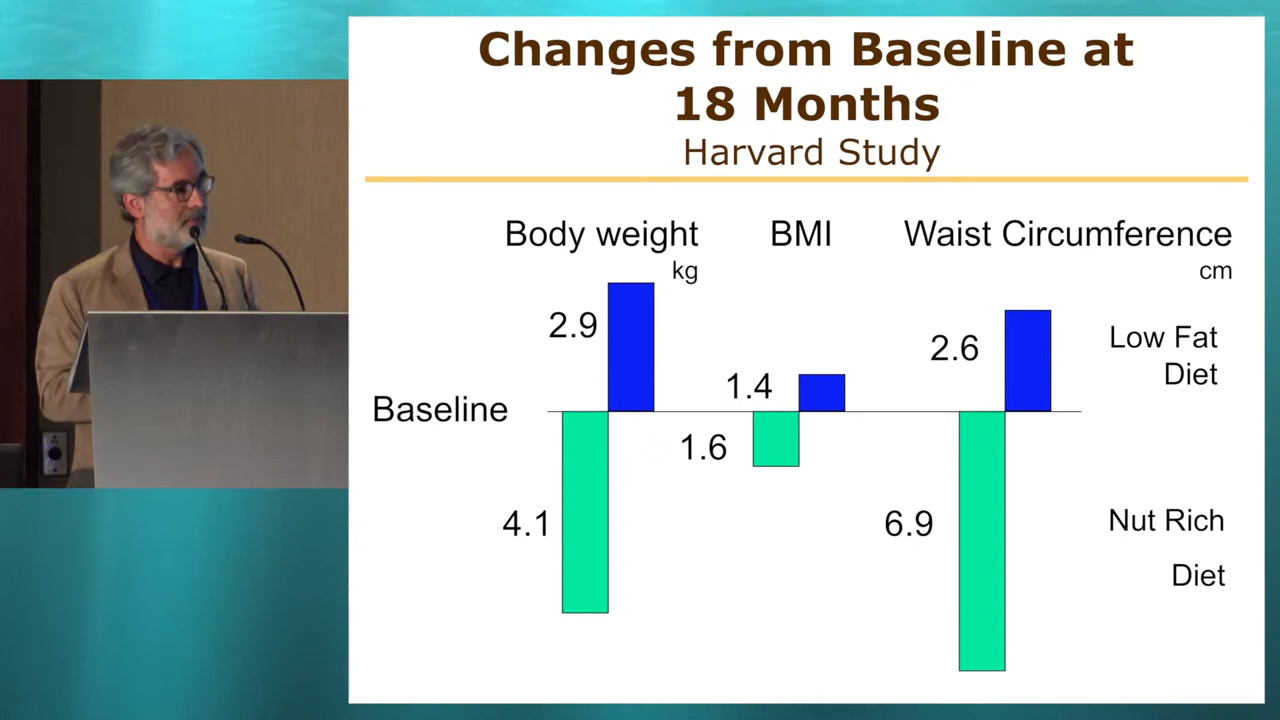 Changes from Baseline at
18 Months
Harvard Study
Body weight
kg
BMI
Waist Circumference
cm
2.9
1.4
2.6
Low Fat
Diet
Baseline
1.6
4.1
6.9
Nut Rich
Diet